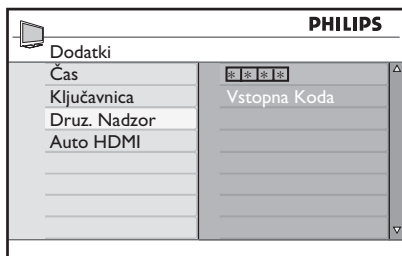 PHILIPS
Dodatki
Čas
* * * *
Ključavnica
Vstopna Koda
Druz. Nadzor
Auto HDMI